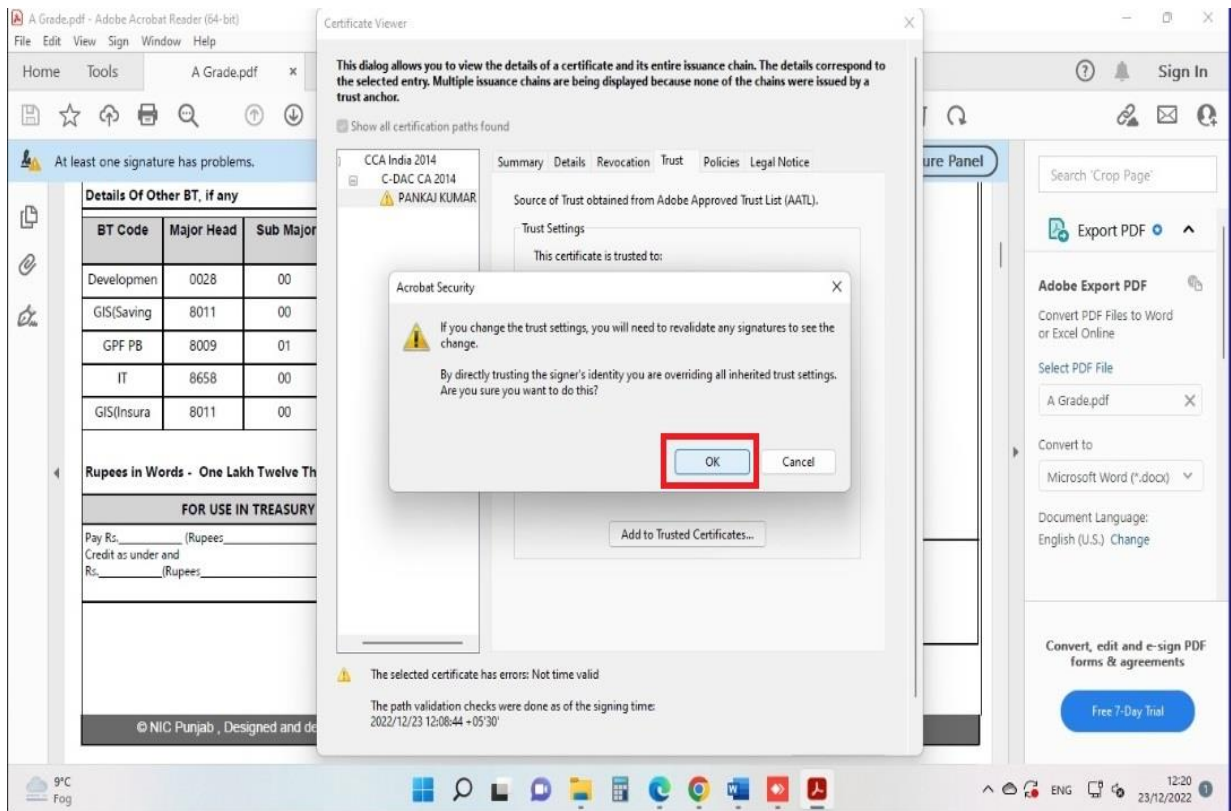 A Grade.pdf - Adobe Acrobat Reader (64-bit)
File Edit View Sign Window Help
Home Tools A Grade.pdf ×
Sign In
At least one signature has problems.
ure Panel
Details Of Other BT, if any
BT Code Major Head Sub Major
Developmen 0028 00
GIS(Saving 8011 00
GPF PB 8009 01
IT 8658 00
GIS(Insura 8011 00
Rupees in Words - One Lakh Twelve Th
FOR USE IN TREASURY
Pay Rs.________ (Rupees________
Credit as under and
Rs.________(Rupees________
© NIC Punjab , Designed and de
Certificate Viewer
This dialog allows you to view the details of a certificate and its entire issuance chain. The details correspond to
the selected entry. Multiple issuance chains are being displayed because none of the chains were issued by a
trust anchor.
Show all certification paths found
CCA India 2014
C-DAC CA 2014
PANKAJ KUMAR
Summary Details Revocation Trust Policies Legal Notice
Source of Trust obtained from Adobe Approved Trust List (AATL).
Trust Settings
This certificate is trusted to:
Acrobat Security
If you change the trust settings, you will need to revalidate any signatures to see the
change.
By directly trusting the signer's identity you are overriding all inherited trust settings.
Are you sure you want to do this?
OK Cancel
Add to Trusted Certificates...
The selected certificate has errors: Not time valid
The path validation checks were done as of the signing time:
2022/12/23 12:08:44 +05'30'
Search 'Crop Page'
Export PDF
Adobe Export PDF
Convert PDF Files to Word
or Excel Online
Select PDF File
A Grade.pdf
Convert to
Microsoft Word (*.docx)
Document Language:
English (U.S.) Change
Convert, edit and e-sign PDF
forms & agreements
Free 7-Day Trial
9°C
Fog
ENG
12:20
23/12/2022
1